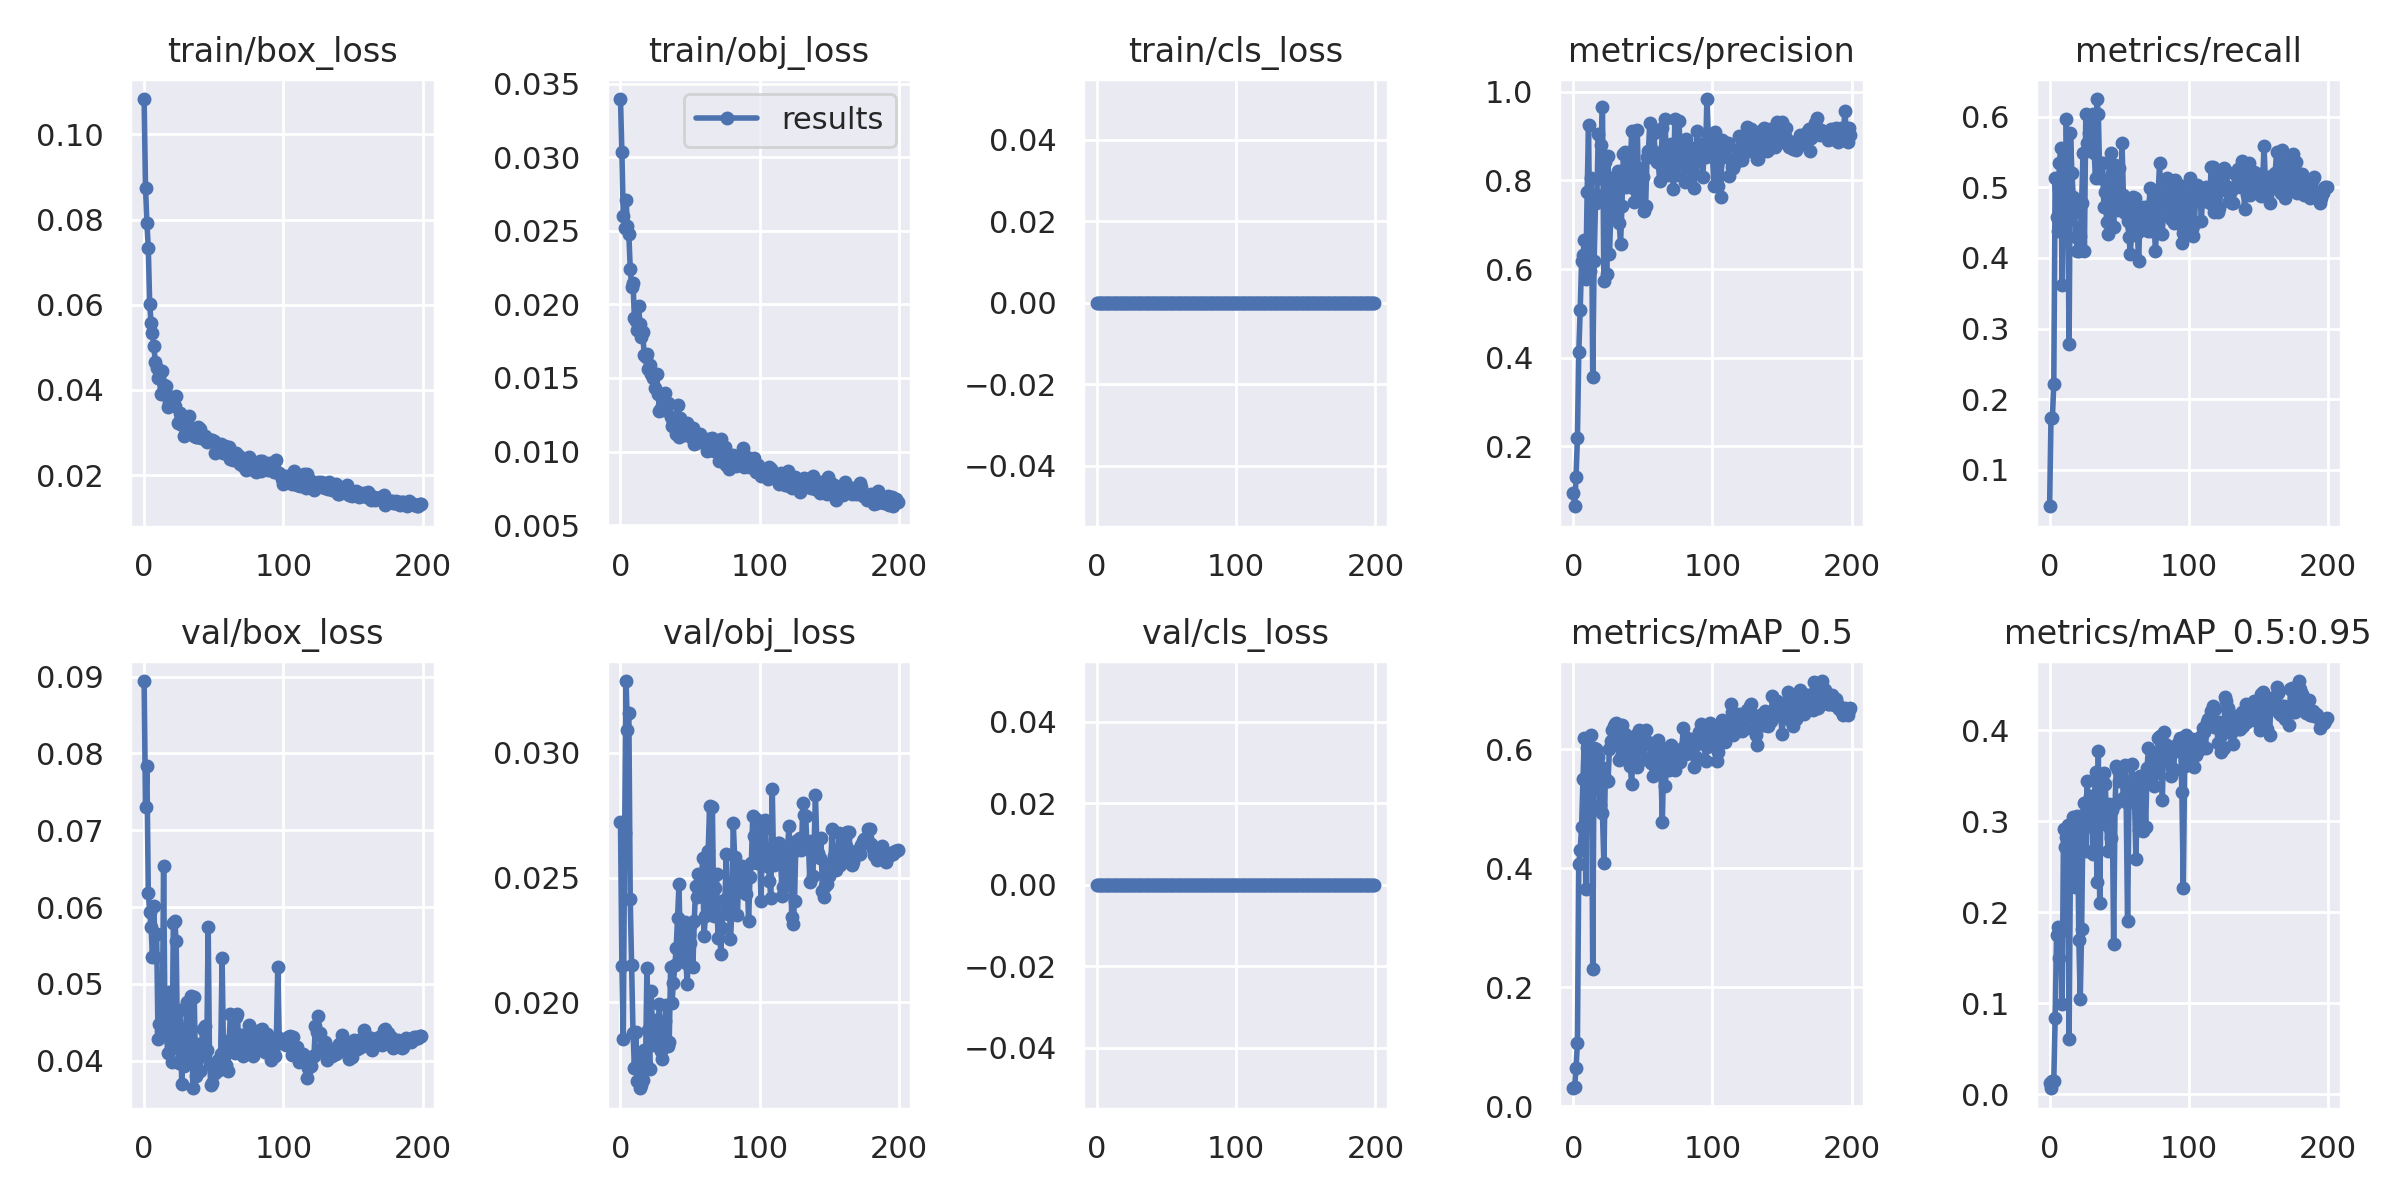 train/box_loss
0.10
0.08
0.06
0.04
0.02
0 100 200
train/obj_loss
results
0.035
0.030
0.025
0.020
0.015
0.010
0.005
0 100 200
train/cls_loss
0.04
0.02
0.00
−0.02
−0.04
0 100 200
metrics/precision
1.0
0.8
0.6
0.4
0.2
0 100 200
metrics/recall
0.6
0.5
0.4
0.3
0.2
0.1
0 100 200
val/box_loss
0.09
0.08
0.07
0.06
0.05
0.04
0 100 200
val/obj_loss
0.030
0.025
0.020
0 100 200
val/cls_loss
0.04
0.02
0.00
−0.02
−0.04
0 100 200
metrics/mAP_0.5
0.6
0.4
0.2
0.0
0 100 200
metrics/mAP_0.5:0.95
0.4
0.3
0.2
0.1
0.0
0 100 200